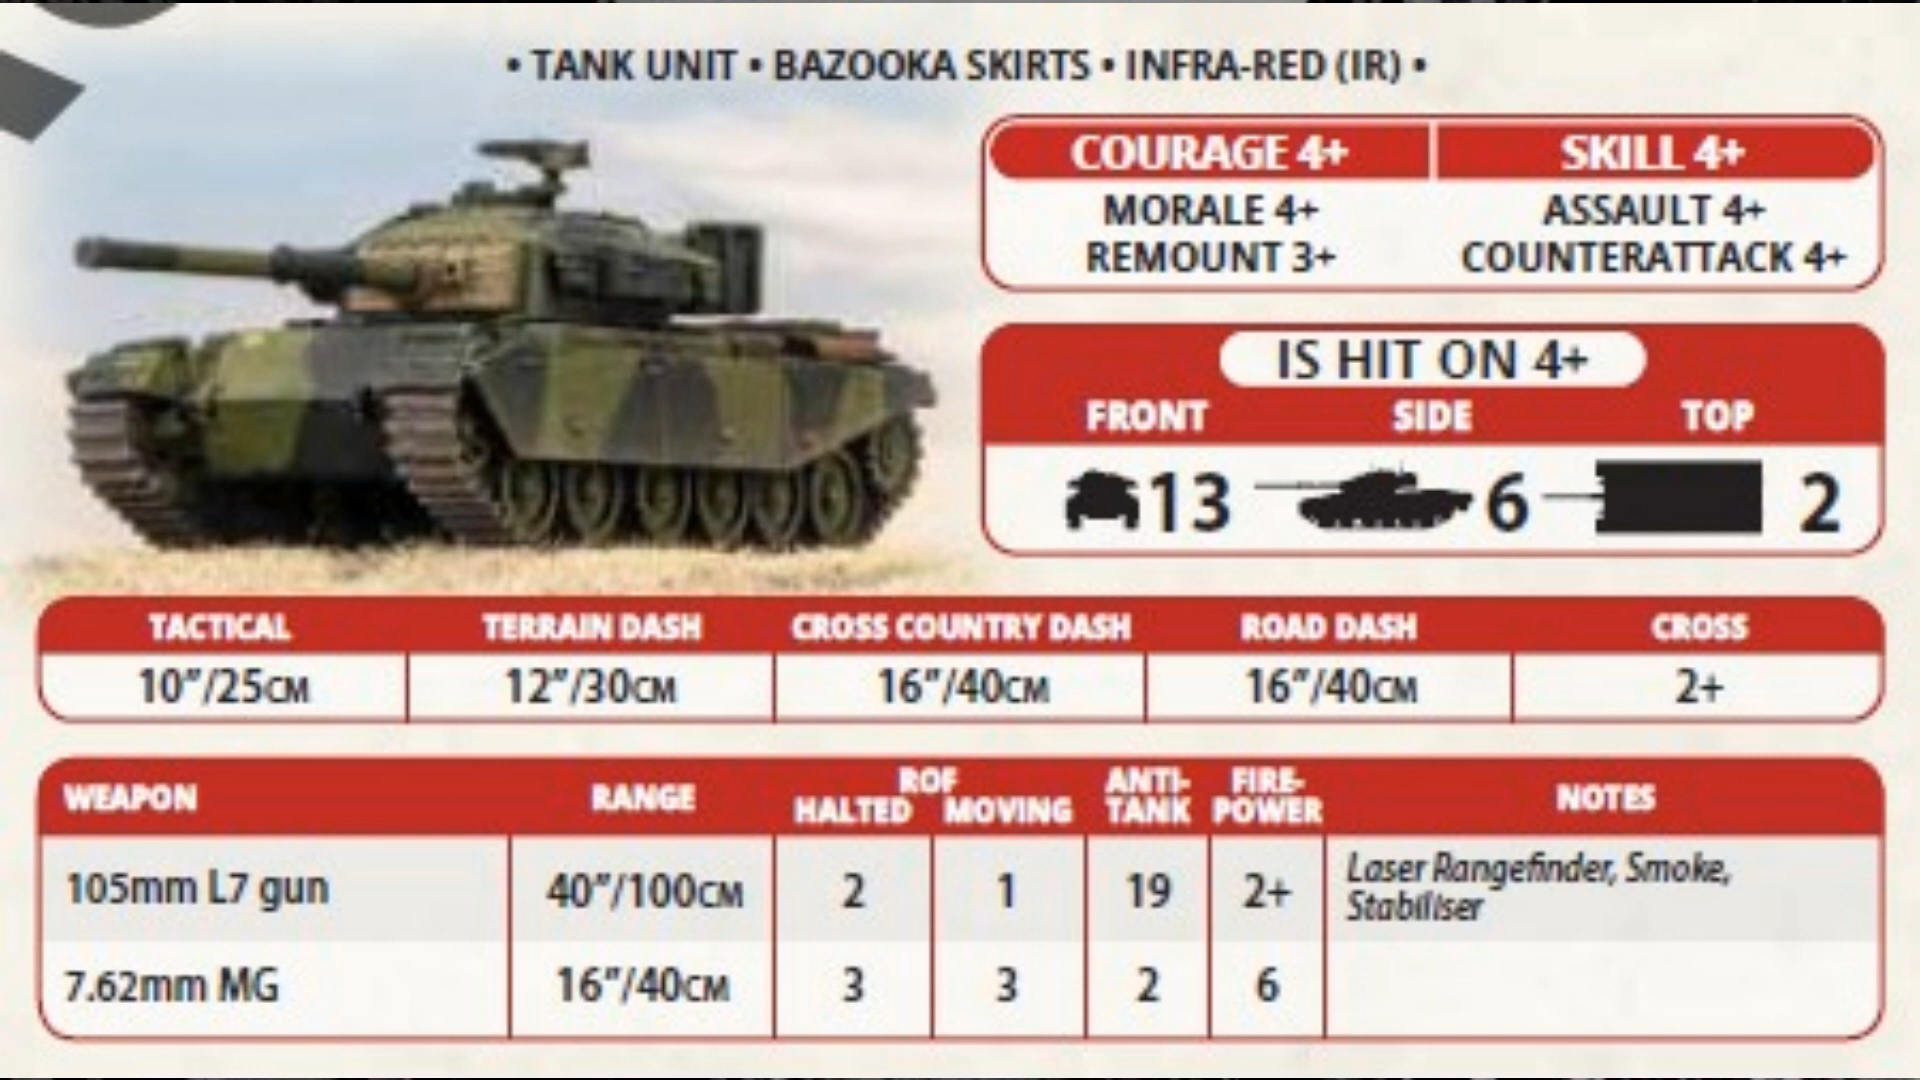 • TANK UNIT • BAZOOKA SKIRTS • INFRA-RED (IR) •
COURAGE 4+ SKILL 4+
MORALE 4+ ASSAULT 4+
REMOUNT 3+ COUNTERATTACK 4+
IS HIT ON 4+
FRONT SIDE TOP
13 6 2
TACTICAL TERRAIN DASH CROSS COUNTRY DASH ROAD DASH CROSS
10"/25CM 12"/30CM 16"/40CM 16"/40CM 2+
WEAPON RANGE ROF HALTED MOVING ANTI-TANK FIRE-POWER NOTES
105mm L7 gun 40"/100CM 2 1 19 2+ Laser Rangefinder, Smoke,
Stabiliser
7.62mm MG 16"/40CM 3 3 2 6